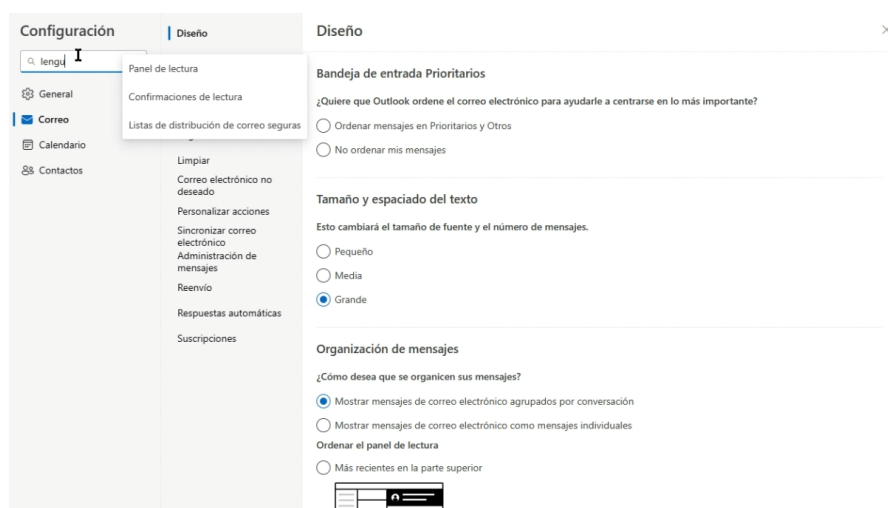 Configuración
lengu
General
Correo
Calendario
Contactos
Panel de lectura
Confirmaciones de lectura
Listas de distribución de correo seguras
Diseño
Limpiar
Correo electrónico no
deseado
Personalizar acciones
Sincronizar correo
electrónico
Administración de
mensajes
Reenvío
Respuestas automáticas
Suscripciones
Diseño
Bandeja de entrada Prioritarios
¿Quiere que Outlook ordene el correo electrónico para ayudarle a centrarse en lo más importante?
Ordenar mensajes en Prioritarios y Otros
No ordenar mis mensajes
Tamaño y espaciado del texto
Esto cambiará el tamaño de fuente y el número de mensajes.
Pequeño
Media
Grande
Organización de mensajes
¿Cómo desea que se organicen sus mensajes?
Mostrar mensajes de correo electrónico agrupados por conversación
Mostrar mensajes de correo electrónico como mensajes individuales
Ordenar el panel de lectura
Más recientes en la parte superior